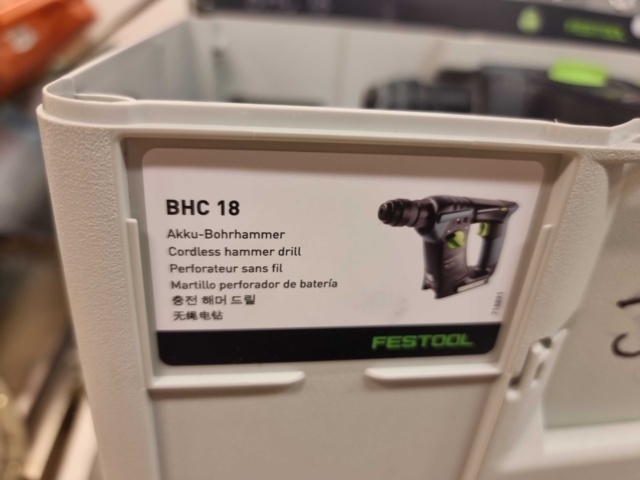 FESTOOL
BHC 18
Akku-Bohrhammer
Cordless hammer drill
Perforateur sans fil
Martillo perforador de batería
충전 해머 드릴
无绳电钻
FESTOOL